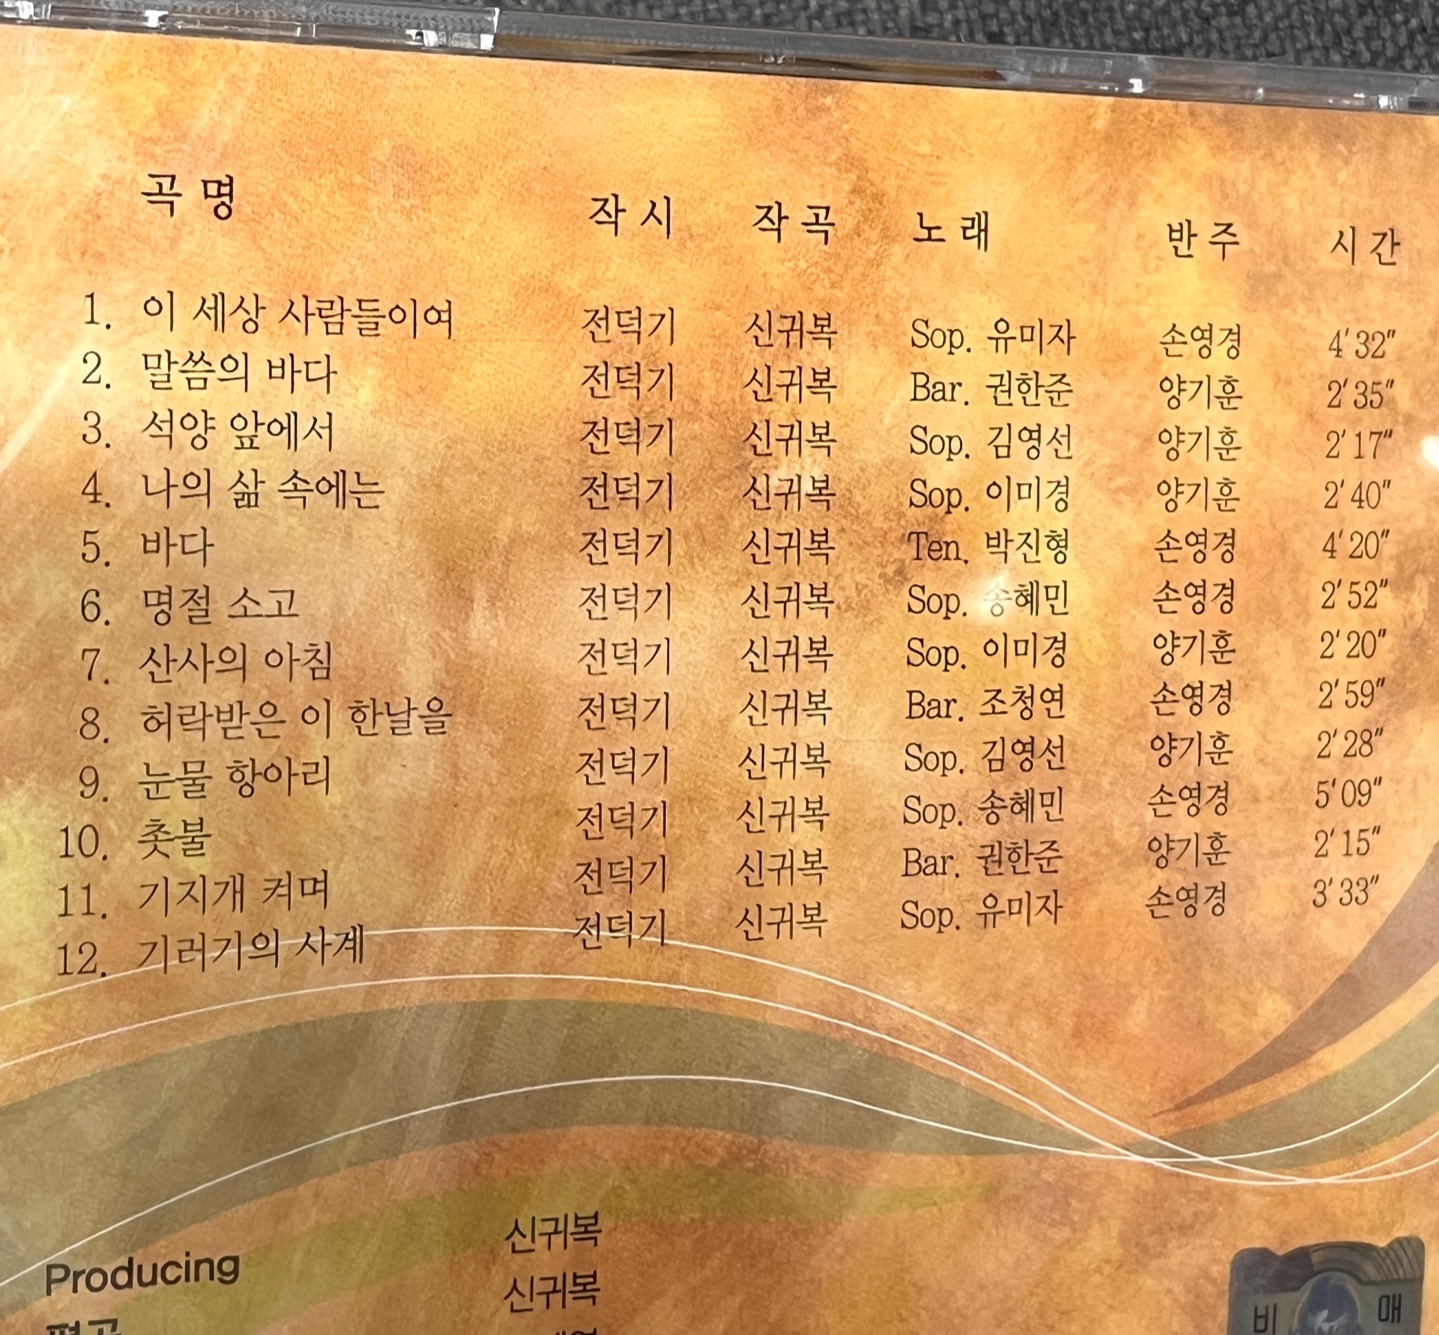 곡 명 작 시 작 곡 노 래 반 주 시 간
1. 이 세상 사람들이여 전덕기 신귀복 Sop. 유미자 손영경 4′32″
2. 말씀의 바다 전덕기 신귀복 Bar. 권한준 양기훈 2′35″
3. 석양 앞에서 전덕기 신귀복 Sop. 김영선 양기훈 2′17″
4. 나의 삶 속에는 전덕기 신귀복 Sop. 이미경 양기훈 2′40″
5. 바다 전덕기 신귀복 Ten. 박진형 손영경 4′20″
6. 명절 소고 전덕기 신귀복 Sop. 송혜민 손영경 2′52″
7. 산사의 아침 전덕기 신귀복 Sop. 이미경 양기훈 2′20″
8. 허락받은 이 한날을 전덕기 신귀복 Bar. 조청연 손영경 2′59″
9. 눈물 항아리 전덕기 신귀복 Sop. 김영선 양기훈 2′28″
10. 촛불 전덕기 신귀복 Sop. 송혜민 손영경 5′09″
11. 기지개 켜며 전덕기 신귀복 Bar. 권한준 양기훈 2′15″
12. 기러기의 사계 전덕기 신귀복 Sop. 유미자 손영경 3′33″
Producing 신귀복
편곡 신귀복
비 매